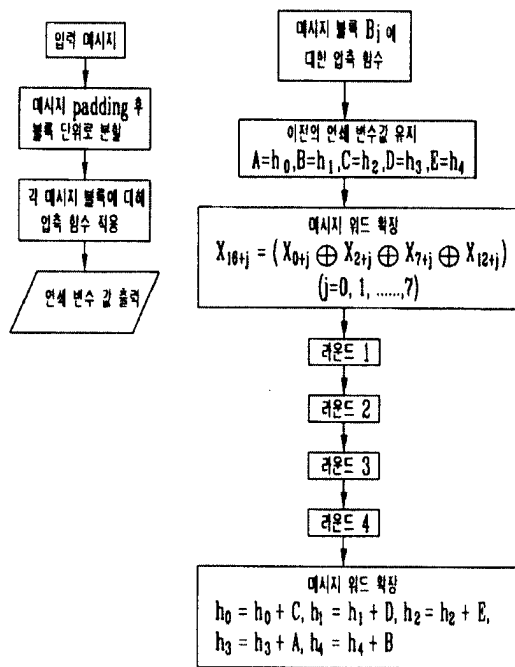 입력 메시지
메시지 padding 후
블록 단위로 분할
각 메시지 블록에 대해
압축 함수 적용
연쇄 변수 값 출력
메시지 블록 Bj 에
대한 압축 함수
이전의 연쇄 변수값 유지
A=h₀,B=h₁,C=h₂,D=h₃,E=h₄
메시지 워드 확장
X₁₆₊ⱼ = (X₀₊ⱼ ⊕ X₂₊ⱼ ⊕ X₇₊ⱼ ⊕ X₁₂₊ⱼ)
(j=0, 1, ......,7)
라운드 1
라운드 2
라운드 3
라운드 4
메시지 워드 확장
h₀ = h₀ + C, h₁ = h₁ + D, h₂ = h₂ + E,
h₃ = h₃ + A, h₄ = h₄ + B